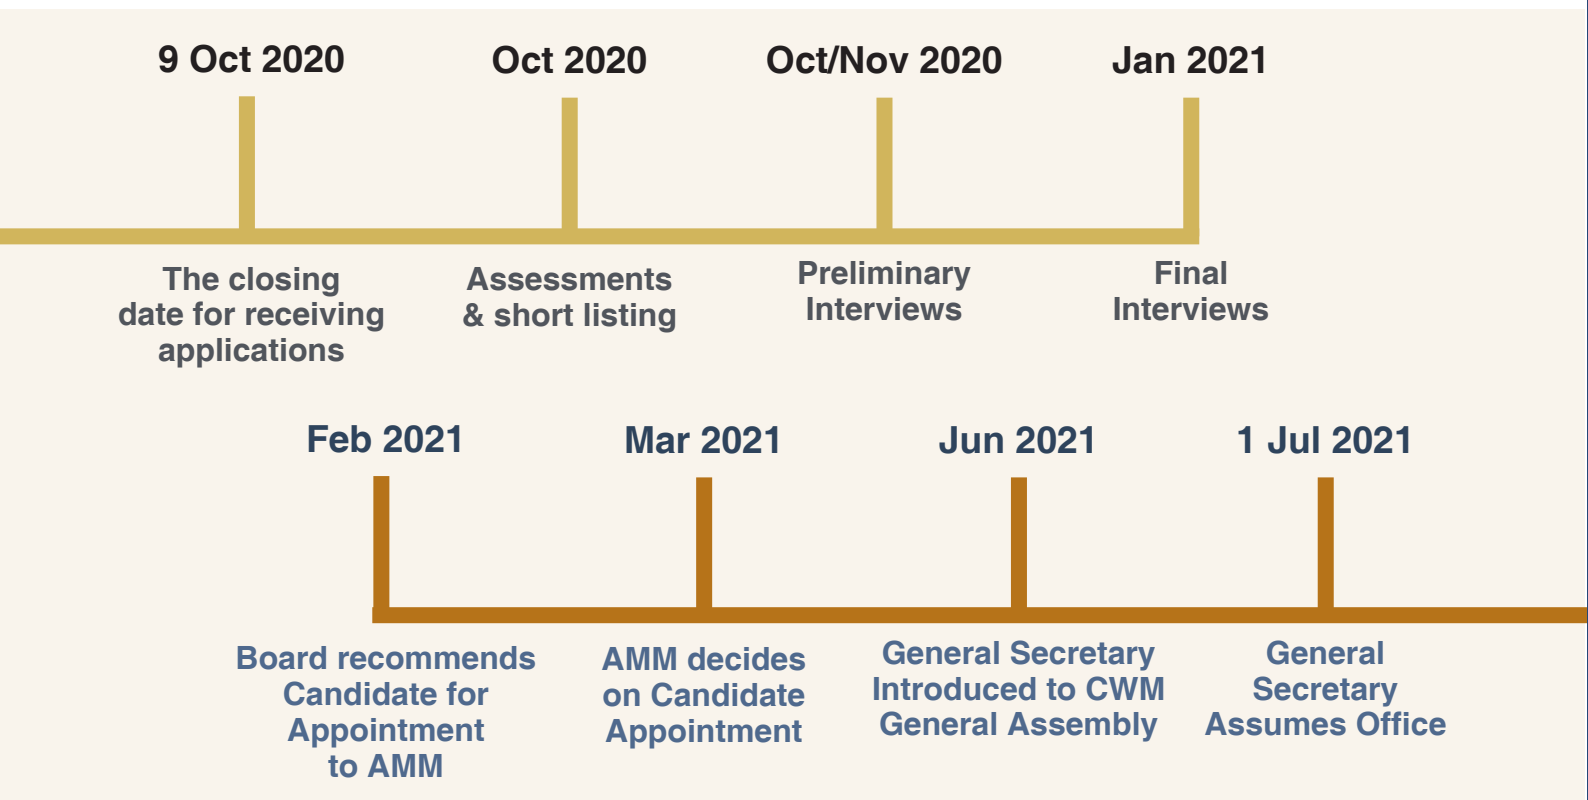 9 Oct 2020
The closing
date for receiving
applications
Oct 2020
Assessments
& short listing
Oct/Nov 2020
Preliminary
Interviews
Jan 2021
Final
Interviews
Feb 2021
Board recommends
Candidate for
Appointment
to AMM
Mar 2021
AMM decides
on Candidate
Appointment
Jun 2021
General Secretary
Introduced to CWM
General Assembly
1 Jul 2021
General
Secretary
Assumes Office